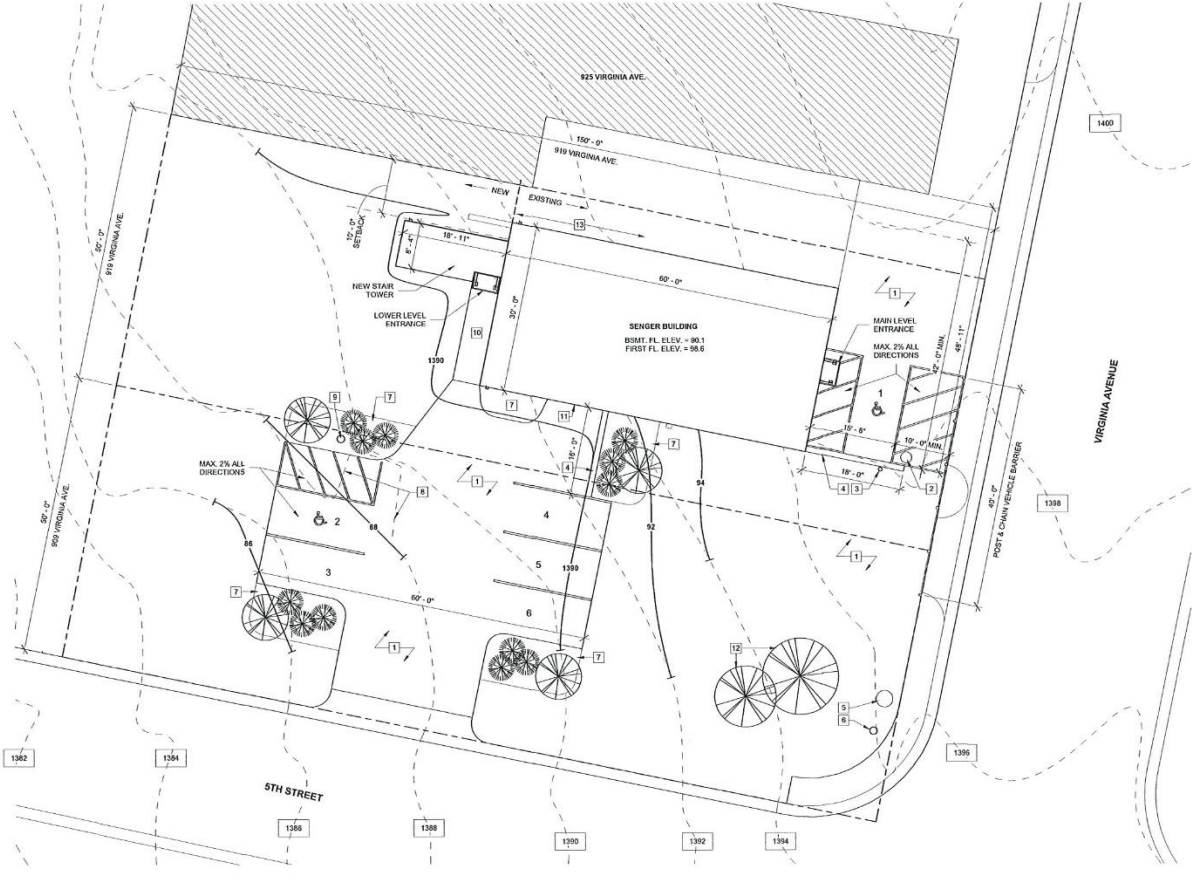 925 VIRGINIA AVE.
1400
150' - 0"
919 VIRGINIA AVE.
NEW
EXISTING
13
10' - 0"
SETBACK
50' - 0"
919 VIRGINIA AVE.
18' - 11"
8' - 4"
60' - 0"
NEW STAIR
TOWER
LOWER LEVEL
ENTRANCE
10
30' - 0"
SENGER BUILDING
BSMT. FL. ELEV. = 90.1
FIRST FL. ELEV. = 98.6
1
MAIN LEVEL
ENTRANCE
MAX. 2% ALL
DIRECTIONS
42' - 0" MIN.
48' - 11"
1
VIRGINIA AVENUE
1390
9
7
7
11
16' - 0"
15' - 6"
10' - 0" MIN.
18' - 0"
4
3
2
7
4
MAX. 2% ALL
DIRECTIONS
8
1
94
40' - 0"
POST & CHAIN VEHICLE BARRIER
1398
50' - 0"
909 VIRGINIA AVE.
2
88
4
92
86
3
5
1390
1
7
60' - 0"
6
1
7
12
5
6
1382
1384
1395
5TH STREET
1386
1388
1390
1392
1394